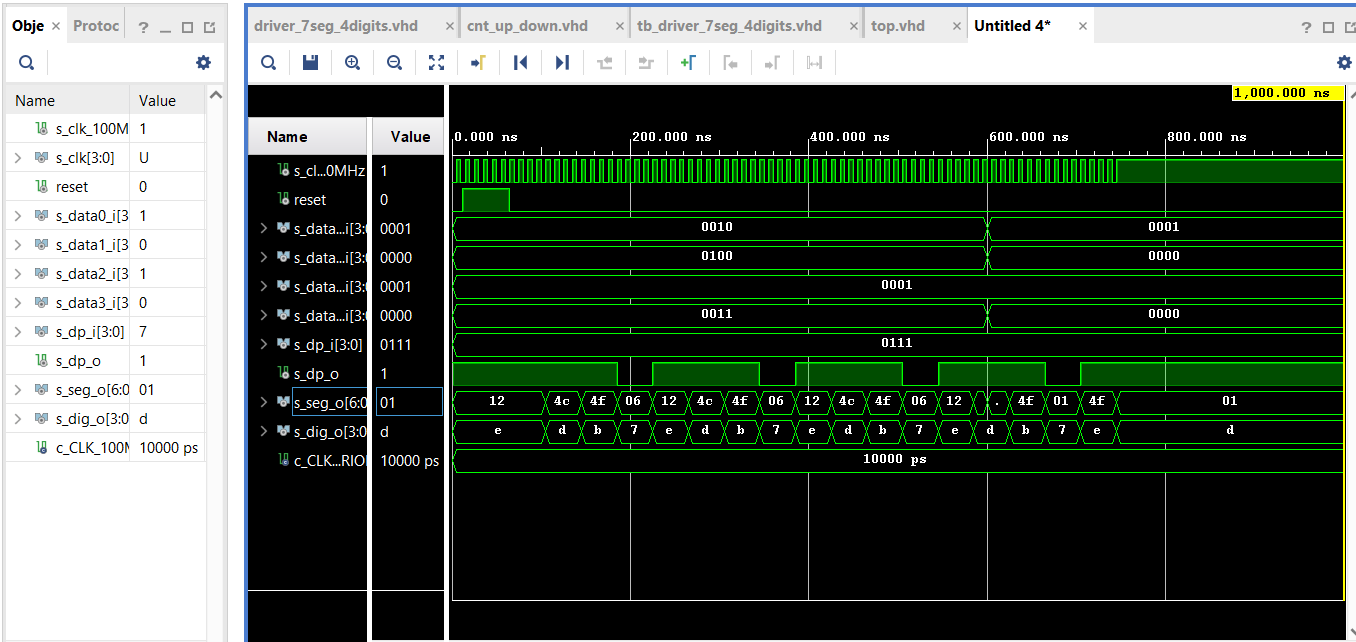 Obje × Protoc ?
Name Value
s_clk_100M 1
s_clk[3:0] U
reset 0
s_data0_i[3 1
s_data1_i[3 0
s_data2_i[3 1
s_data3_i[3 0
s_dp_i[3:0] 7
s_dp_o 1
s_seg_o[6:0 01
s_dig_o[3:0 d
c_CLK_100M 10000 ps
driver_7seg_4digits.vhd × cnt_up_down.vhd × tb_driver_7seg_4digits.vhd × top.vhd × Untitled 4* × ?
1,000.000 ns
Name Value 0.000 ns 200.000 ns 400.000 ns 600.000 ns 800.000 ns
s_cl...0MHz 1
reset 0
s_data...i[3:0 0001 0010 0001
s_data...i[3:0 0000 0100 0000
s_data...i[3:0 0001 0001
s_data...i[3:0 0000 0011 0000
s_dp_i[3:0] 0111 0111
s_dp_o 1
s_seg_o[6:0 01 12 4c 4f 06 12 4c 4f 06 12 4c 4f 06 12 . 4f 01 4f 01
s_dig_o[3:0 d e d b 7 e d b 7 e d b 7 e d b 7 e d
c_CLK...RIOI 10000 ps 10000 ps